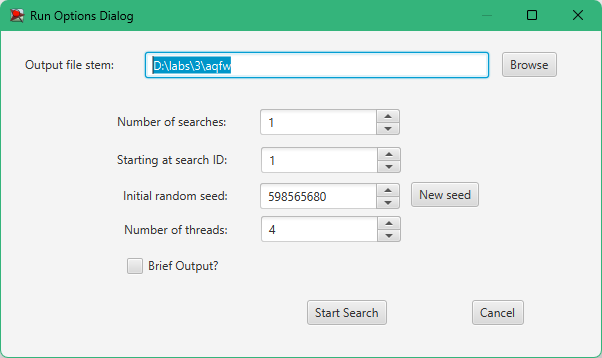 Run Options Dialog
Output file stem: D:\labs\3\aqfw Browse
Number of searches: 1
Starting at search ID: 1
Initial random seed: 598565680 New seed
Number of threads: 4
Brief Output?
Start Search Cancel